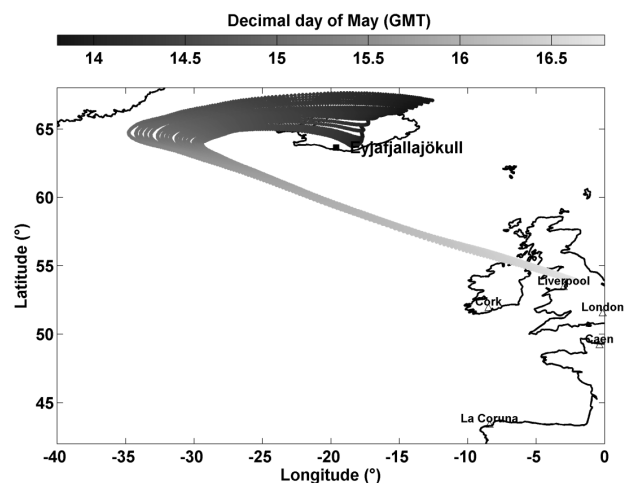 Decimal day of May (GMT)
14 14.5 15 15.5 16 16.5
65
Eyjafjallajökull
60
Latitude (°)
55
Liverpool
Cork
London
50
Caen
45
La Coruna
-40 -35 -30 -25 -20 -15 -10 -5 0
Longitude (°)